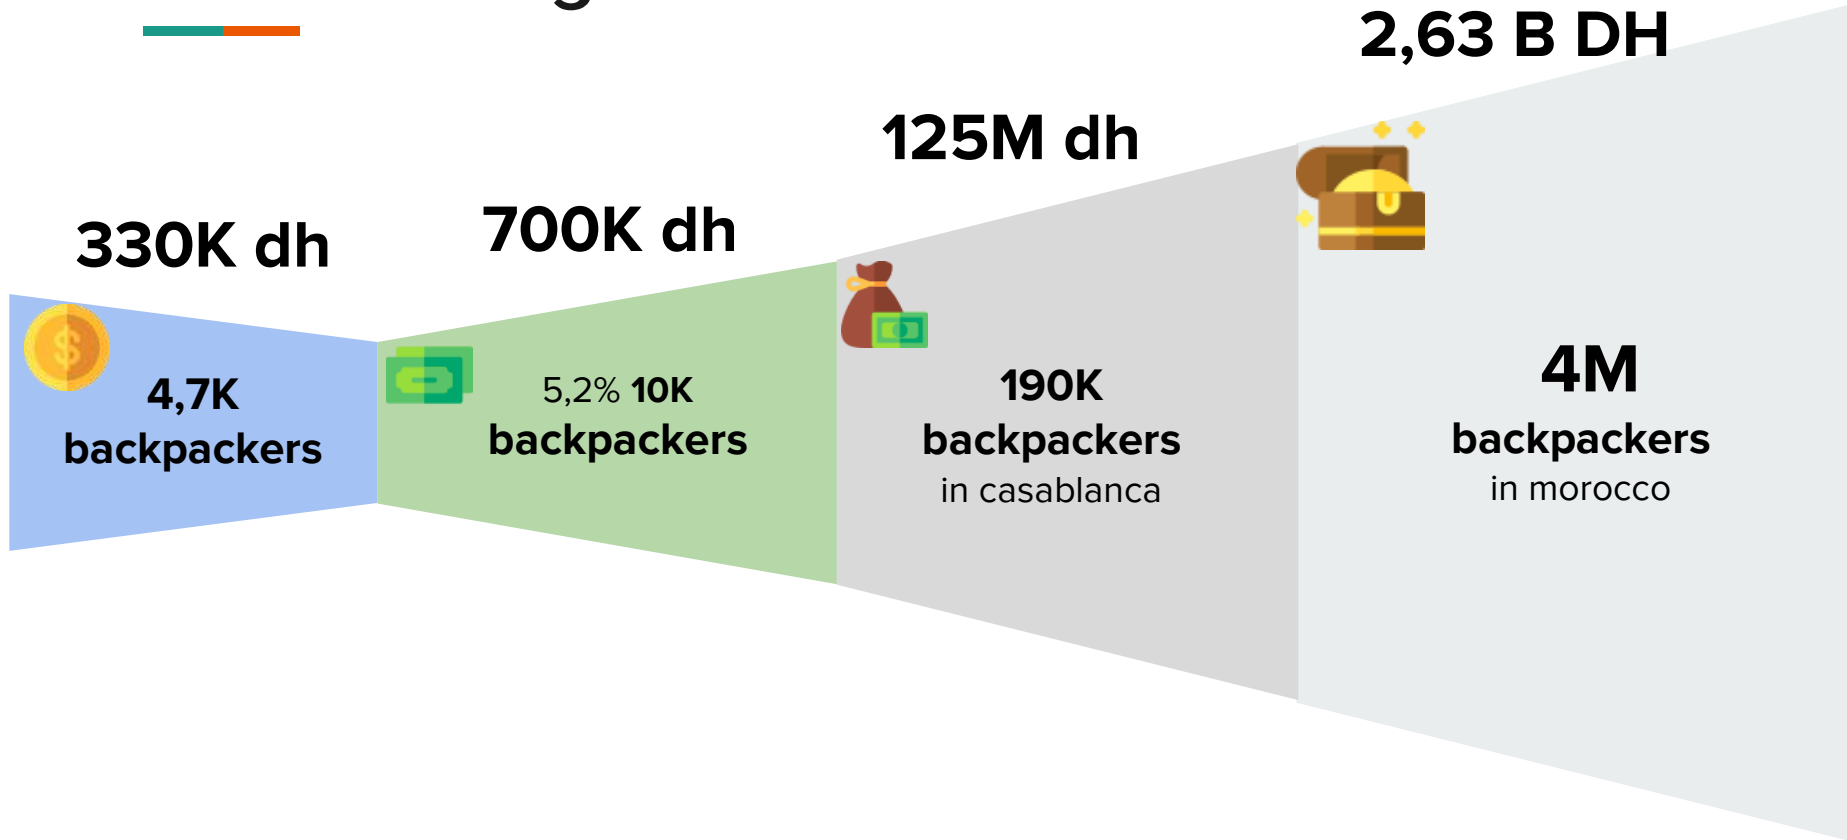 330K dh
4,7K
backpackers
700K dh
5,2% 10K
backpackers
125M dh
190K
backpackers
in casablanca
2,63 B DH
4M
backpackers
in morocco